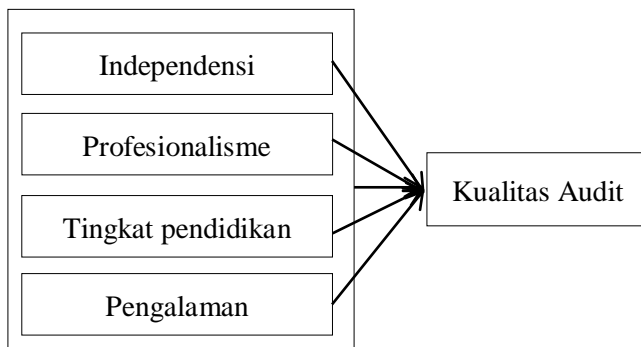 Independensi
Profesionalisme
Tingkat pendidikan
Pengalaman
Kualitas Audit